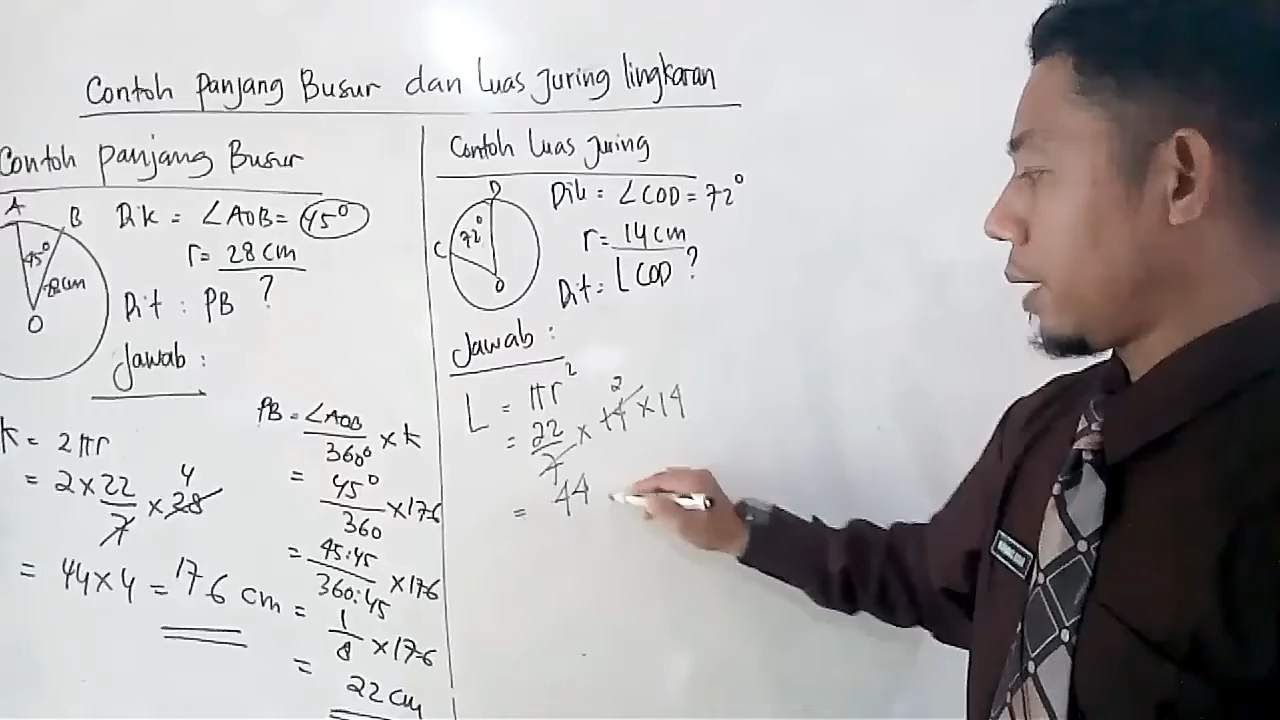 Contoh Panjang Busur dan Luas Juring lingkaran
Contoh Panjang Busur
A
B
45°
28cm
O
Dik = ∠AOB = 45°
r = 28 cm
Dit : PB ?
Jawab :
k = 2πr
= 2 × 22/7 × 28 4
= 44 × 4 = 176 cm
PB = ∠AOB/360° × k
= 45°/360 × 176
= 45:45/360:45 × 176
= 1/8 × 176
= 22 cm
Contoh Luas Juring
D
72°
C
O
Dik = ∠COD = 72°
r = 14 cm
Dit = L COD ?
Jawab :
L = πr²
= 22/7 × 14 2 × 14
= 44